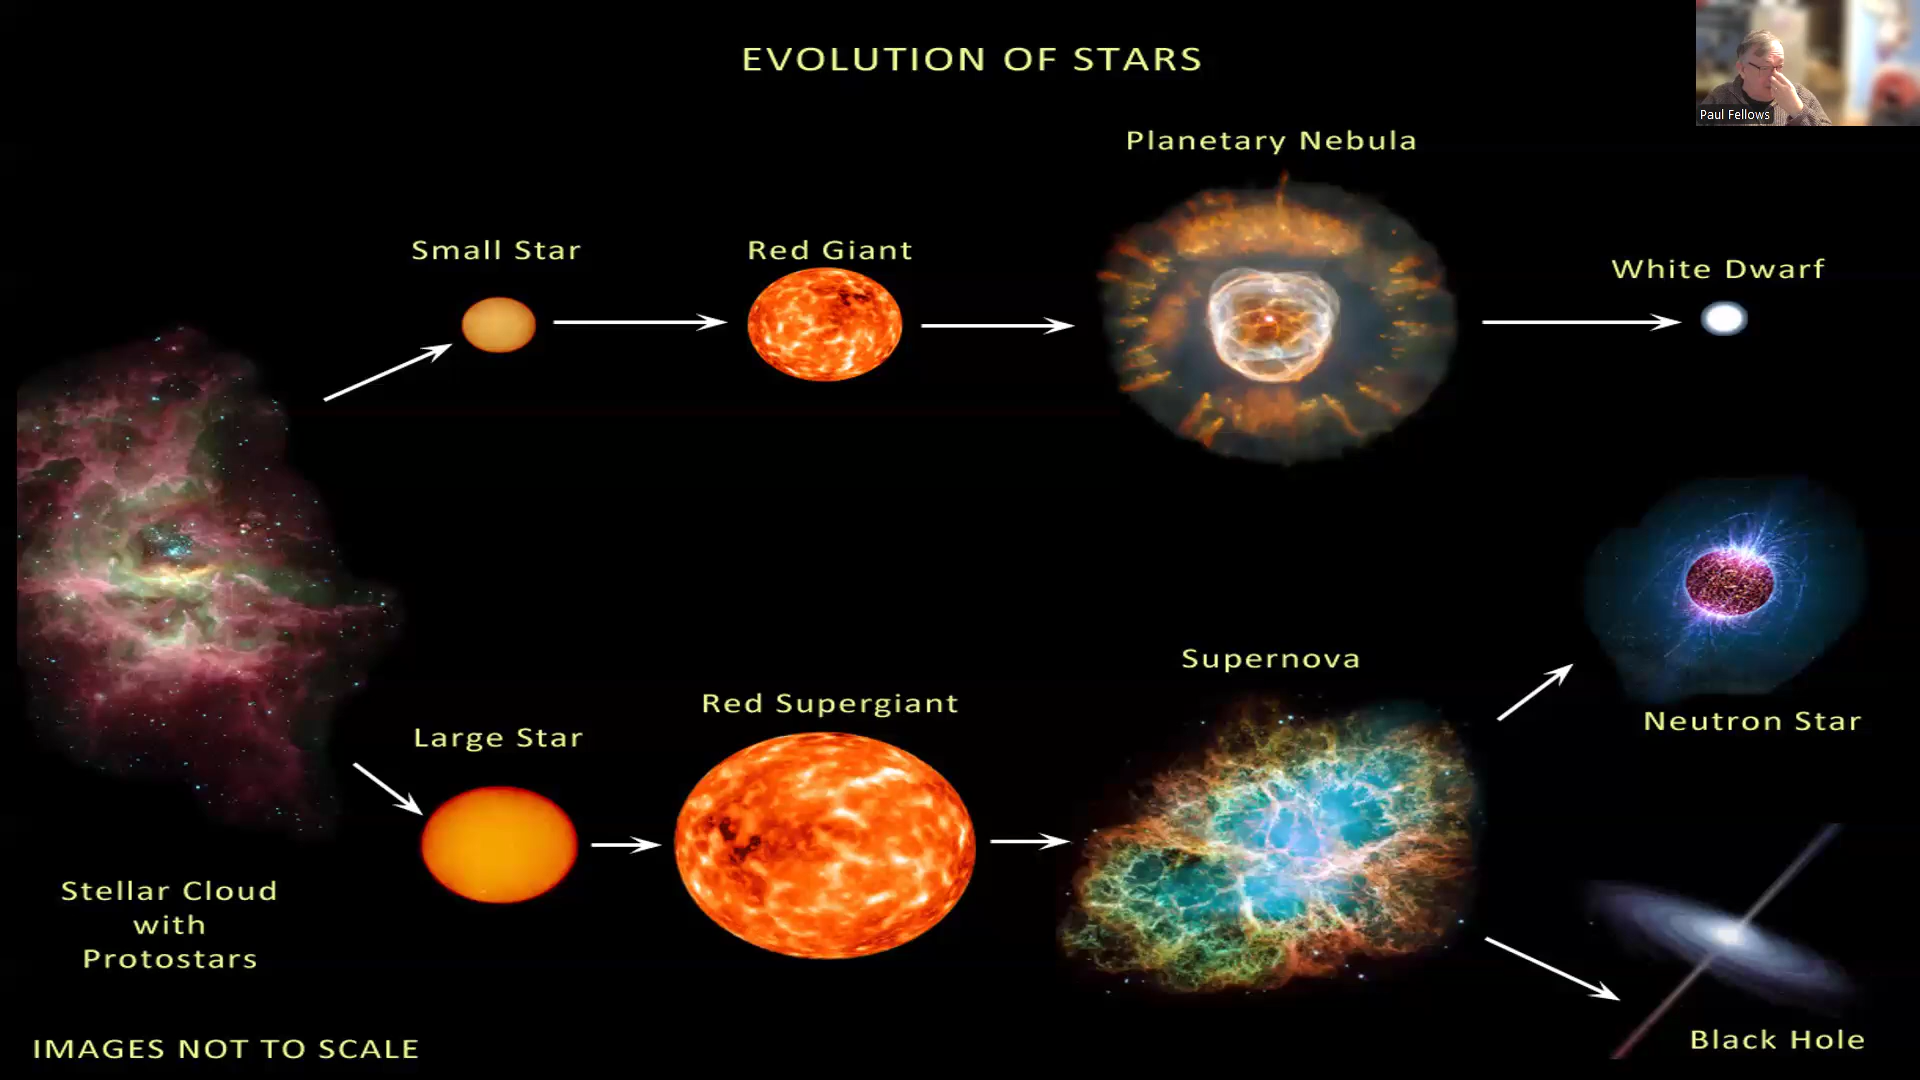 EVOLUTION OF STARS
Paul Fellows
Planetary Nebula
Small Star
Red Giant
White Dwarf
Supernova
Neutron Star
Red Supergiant
Large Star
Stellar Cloud
with
Protostars
Black Hole
IMAGES NOT TO SCALE